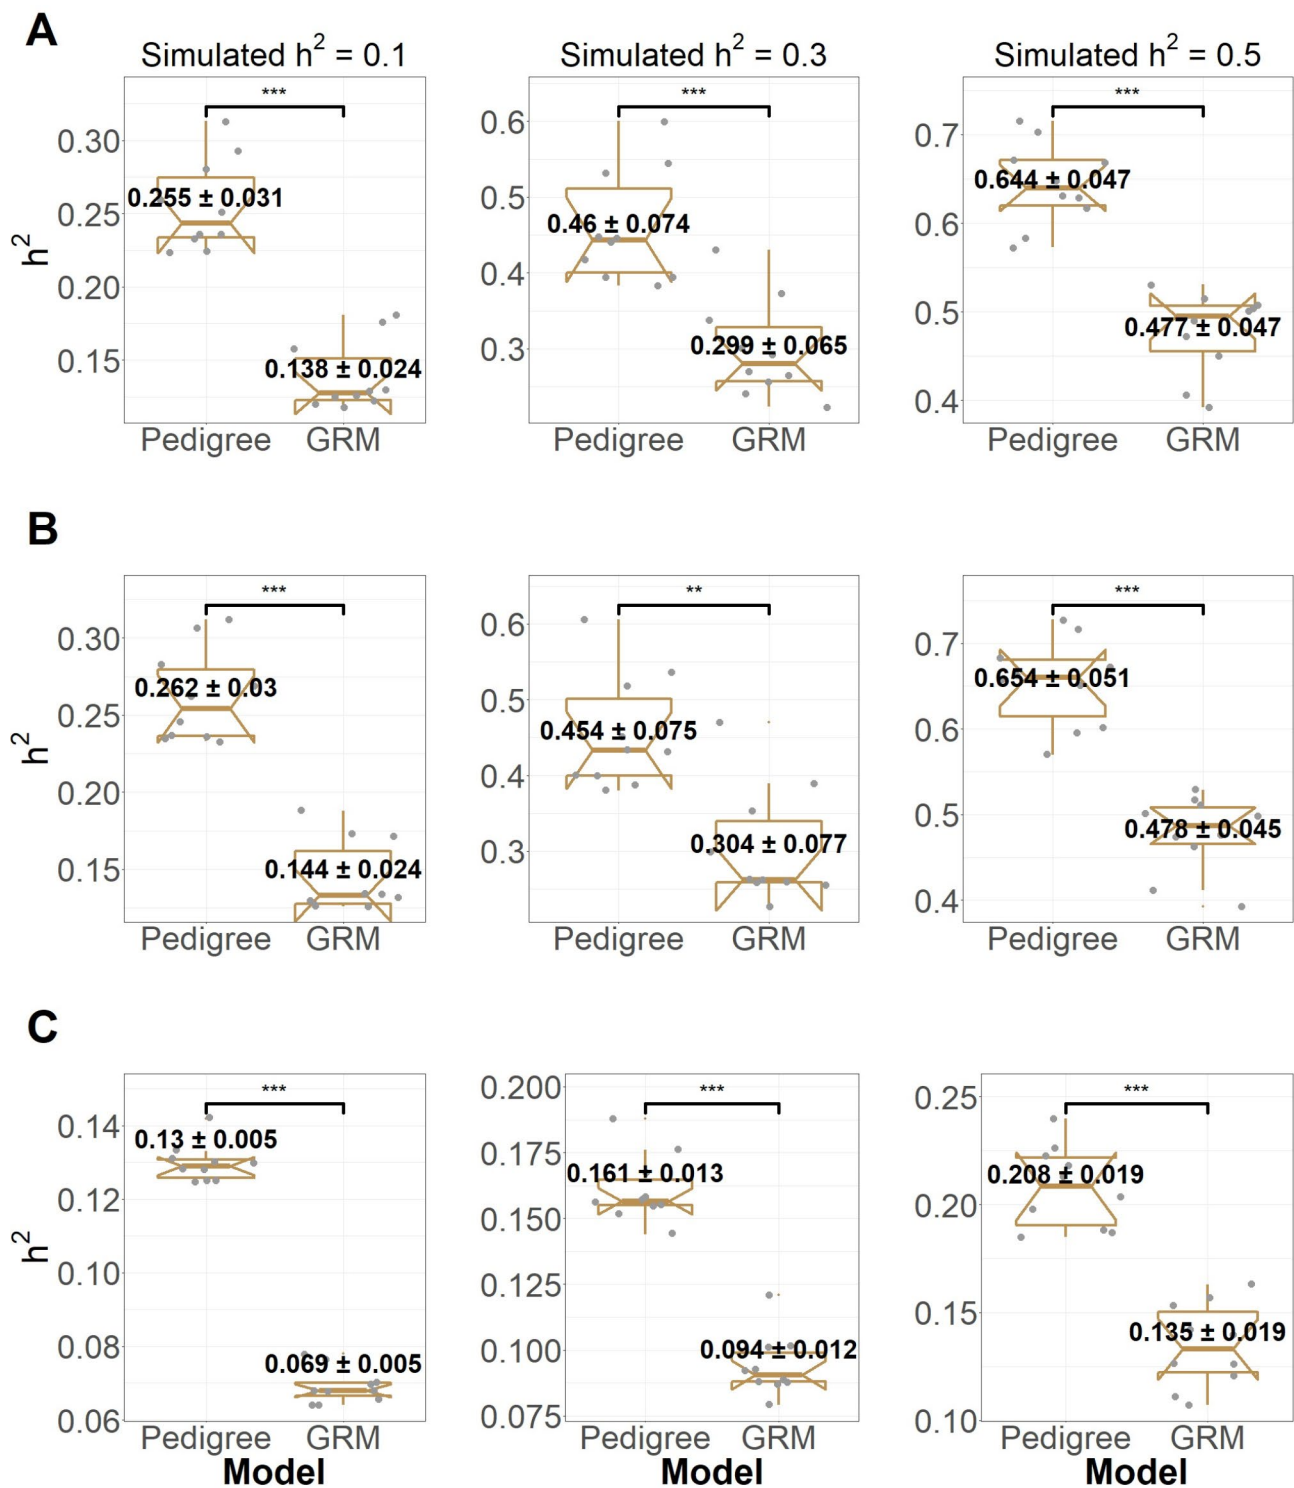 A
Simulated h² = 0.1
Simulated h² = 0.3
Simulated h² = 0.5
h²
0.30
0.25
0.20
0.15
***
0.255 ± 0.031
0.138 ± 0.024
Pedigree GRM
0.6
0.5
0.4
0.3
***
0.46 ± 0.074
0.299 ± 0.065
Pedigree GRM
0.7
0.6
0.5
0.4
***
0.644 ± 0.047
0.477 ± 0.047
Pedigree GRM
B
h²
0.30
0.25
0.20
0.15
***
0.262 ± 0.03
0.144 ± 0.024
Pedigree GRM
0.6
0.5
0.4
0.3
**
0.454 ± 0.075
0.304 ± 0.077
Pedigree GRM
0.7
0.6
0.5
0.4
***
0.654 ± 0.051
0.478 ± 0.045
Pedigree GRM
C
h²
0.14
0.12
0.10
0.08
0.06
***
0.13 ± 0.005
0.069 ± 0.005
Pedigree GRM
Model
0.200
0.175
0.150
0.125
0.100
0.075
***
0.161 ± 0.013
0.094 ± 0.012
Pedigree GRM
Model
0.25
0.20
0.15
0.10
***
0.208 ± 0.019
0.135 ± 0.019
Pedigree GRM
Model